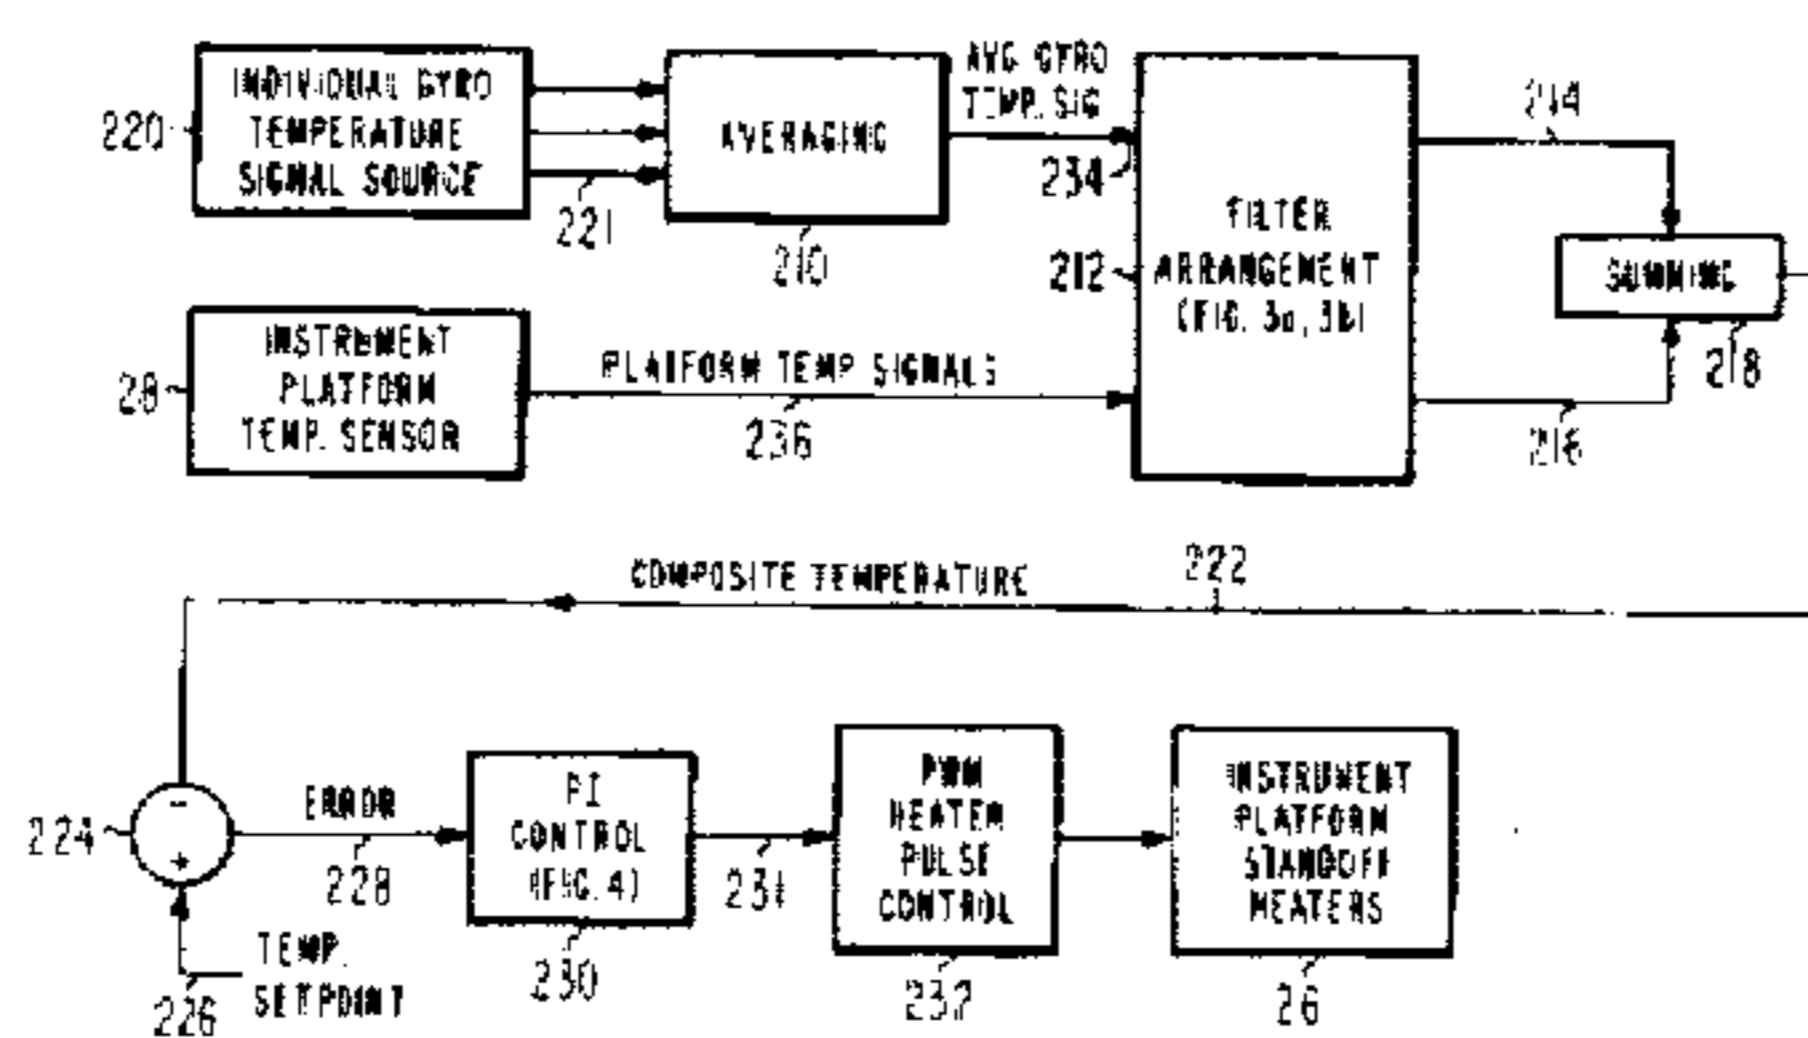 INDIVIDUAL GYRO
TEMPERATURE
SIGNAL SOURCE
220
221
AVERAGING
210
AVG GYRO
TEMP. SIG
234
FILTER
ARRANGEMENT
(FIG. 3a, 3b)
212
214
SUMMING
218
216
INSTRUMENT
PLATFORM
TEMP. SENSOR
28
PLATFORM TEMP SIGNALS
236
COMPOSITE TEMPERATURE
222
224
-
+
ERROR
228
TEMP.
SETPOINT
226
PI
CONTROL
(FIG. 4)
230
231
PWM
HEATER
PULSE
CONTROL
232
INSTRUMENT
PLATFORM
STANDOFF
HEATERS
26